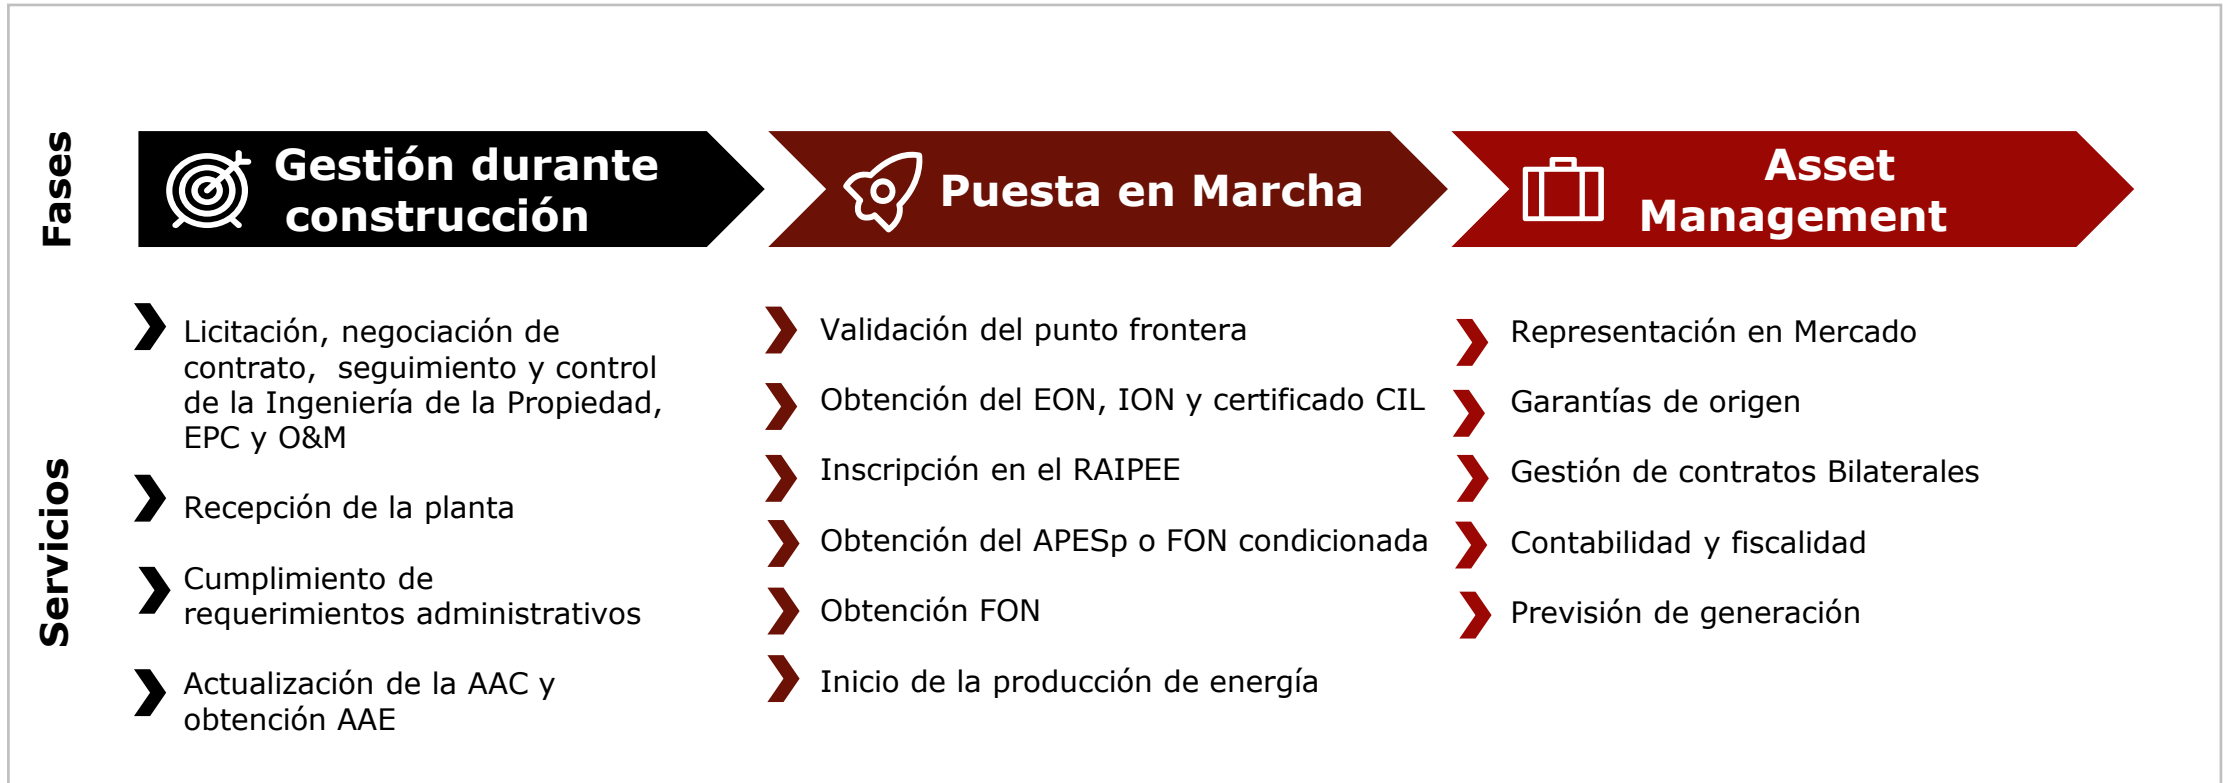 Fases
Gestión durante
construcción
Puesta en Marcha
Asset
Management
Servicios
Licitación, negociación de
contrato, seguimiento y control
de la Ingeniería de la Propiedad,
EPC y O&M
Recepción de la planta
Cumplimiento de
requerimientos administrativos
Actualización de la AAC y
obtención AAE
Validación del punto frontera
Obtención del EON, ION y certificado CIL
Inscripción en el RAIPEE
Obtención del APESp o FON condicionada
Obtención FON
Inicio de la producción de energía
Representación en Mercado
Garantías de origen
Gestión de contratos Bilaterales
Contabilidad y fiscalidad
Previsión de generación